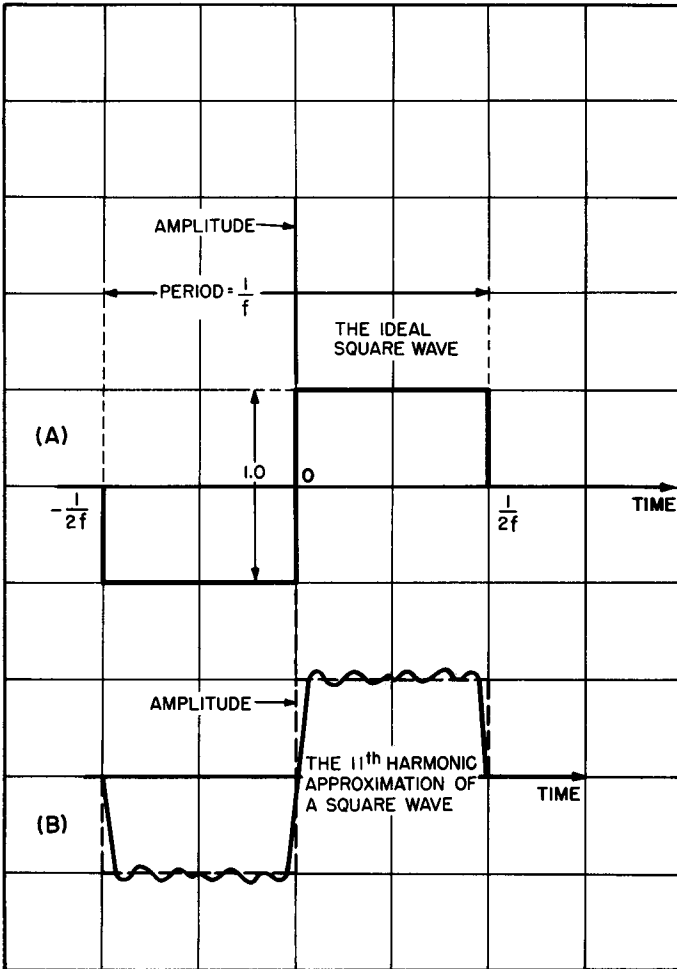 AMPLITUDE
PERIOD = 1/f
THE IDEAL
SQUARE WAVE
(A)
1.0
0
-1/2f
1/2f
TIME
AMPLITUDE
THE 11th HARMONIC
APPROXIMATION OF
A SQUARE WAVE
TIME
(B)